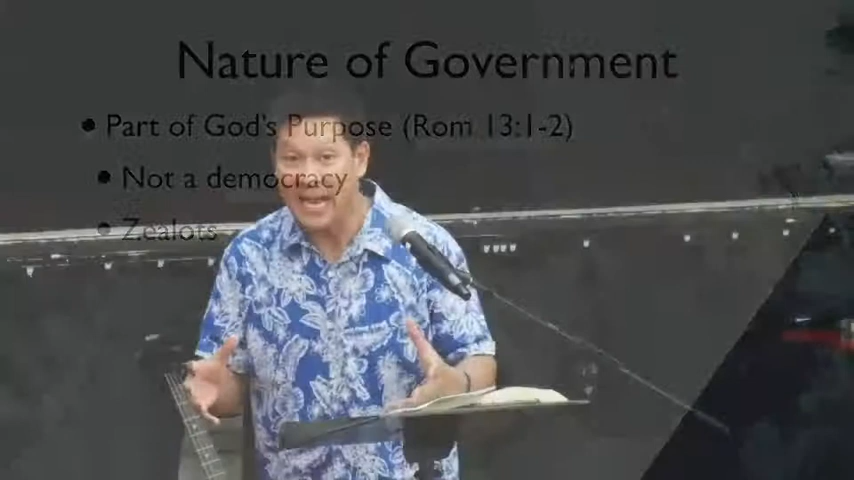 Nature of Government
• Part of God's Purpose (Rom 13:1-2)
• Not a democracy
• Zealots